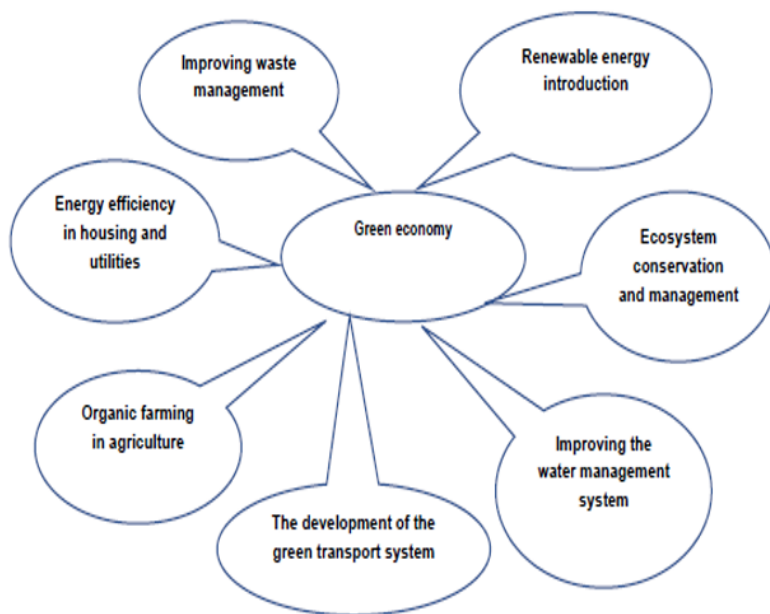 Improving waste
management
Renewable energy
introduction
Energy efficiency
in housing and
utilities
Green economy
Ecosystem
conservation
and management
Organic farming
in agriculture
Improving the
water management
system
The development of the
green transport system